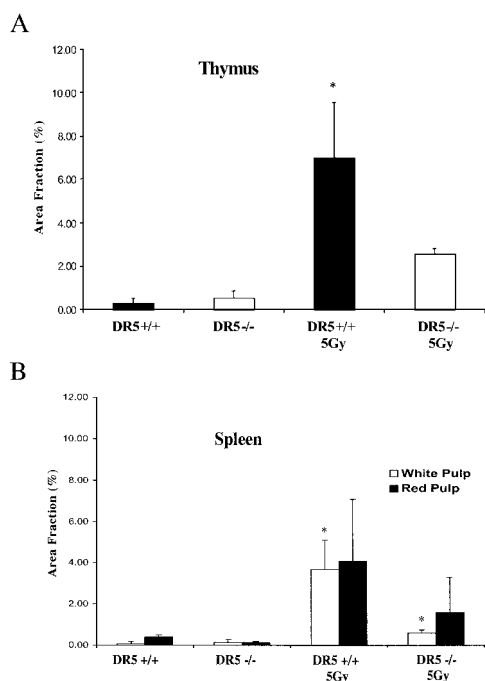 A
Thymus
Area Fraction (%)
12.00
10.00
8.00
6.00
4.00
2.00
0.00
*
DR5+/+
DR5-/-
DR5+/+
5Gy
DR5-/-
5Gy
B
Spleen
Area Fraction (%)
12.00
10.00
8.00
6.00
4.00
2.00
0.00
White Pulp
Red Pulp
*
*
DR5 +/+
DR5 -/-
DR5 +/+
5Gy
DR5 -/-
5Gy